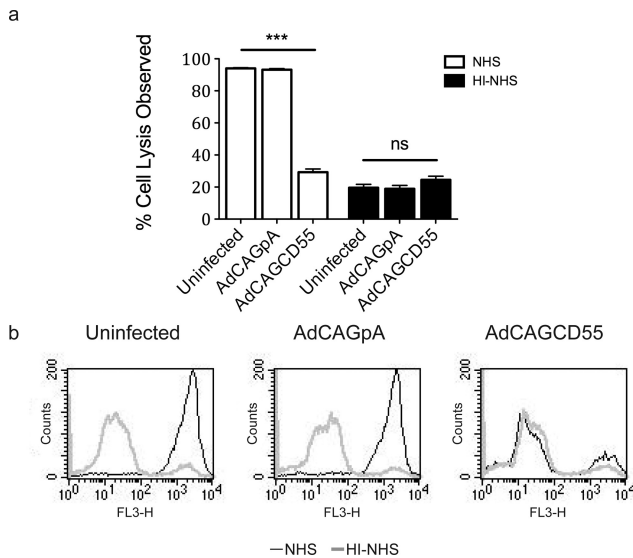 a
% Cell Lysis Observed
100
80
60
40
20
0
***
ns
NHS
HI-NHS
Uninfected
AdCAGpA
AdCAGCD55
Uninfected
AdCAGpA
AdCAGCD55
b
Uninfected
AdCAGpA
AdCAGCD55
Counts
200
0
10⁰ 10¹ 10² 10³ 10⁴
FL3-H
Counts
200
0
10⁰ 10¹ 10² 10³ 10⁴
FL3-H
Counts
200
0
10⁰ 10¹ 10² 10³ 10⁴
FL3-H
NHS HI-NHS